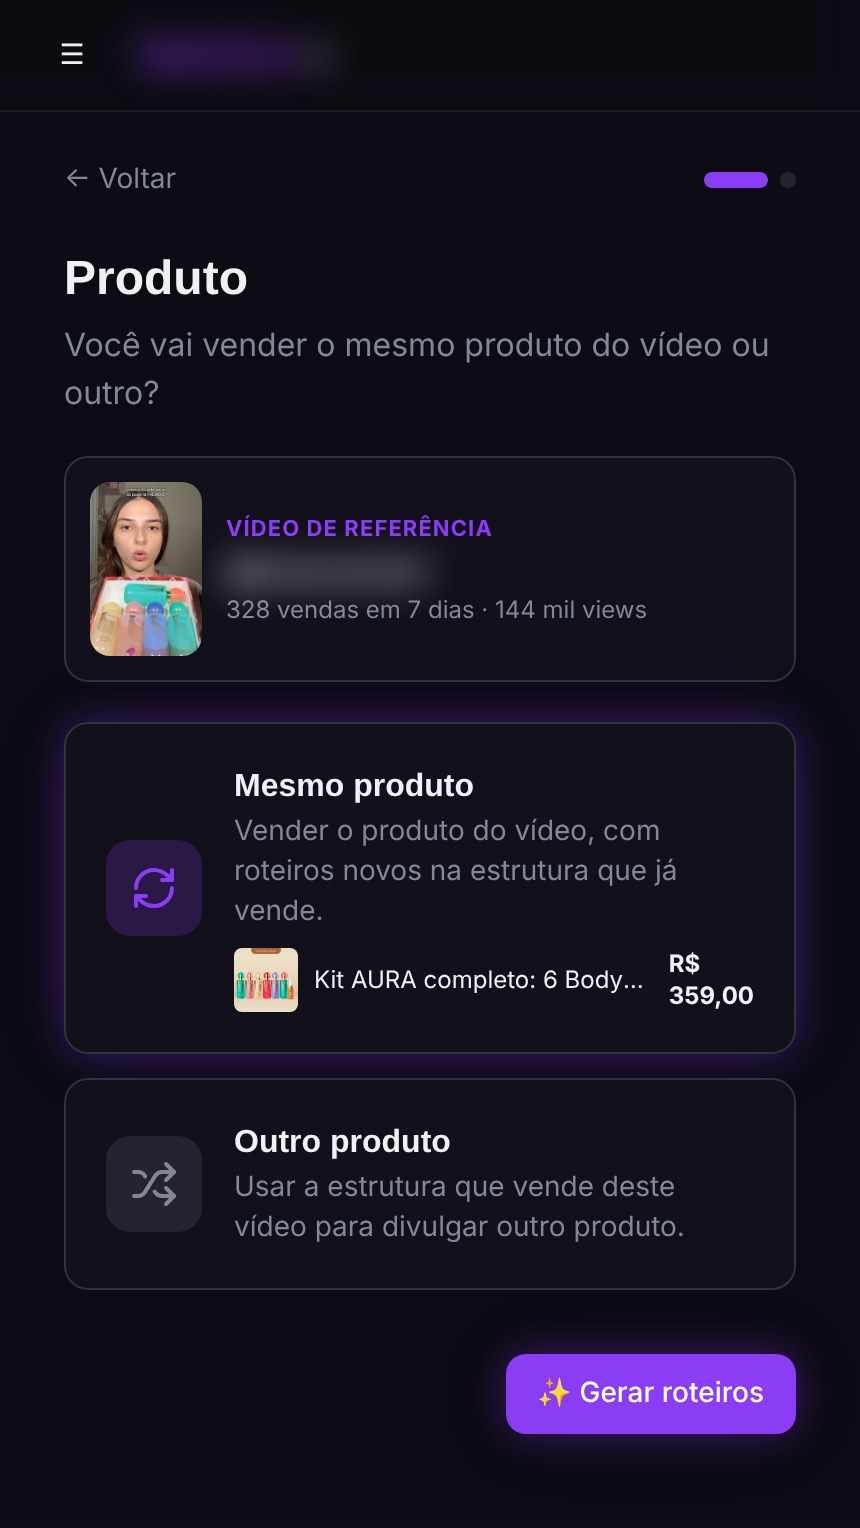 ← Voltar
Produto
Você vai vender o mesmo produto do vídeo ou
outro?
VÍDEO DE REFERÊNCIA
328 vendas em 7 dias · 144 mil views
Mesmo produto
Vender o produto do vídeo, com
roteiros novos na estrutura que já
vende.
Kit AURA completo: 6 Body...
R$
359,00
Outro produto
Usar a estrutura que vende deste
vídeo para divulgar outro produto.
✨ Gerar roteiros